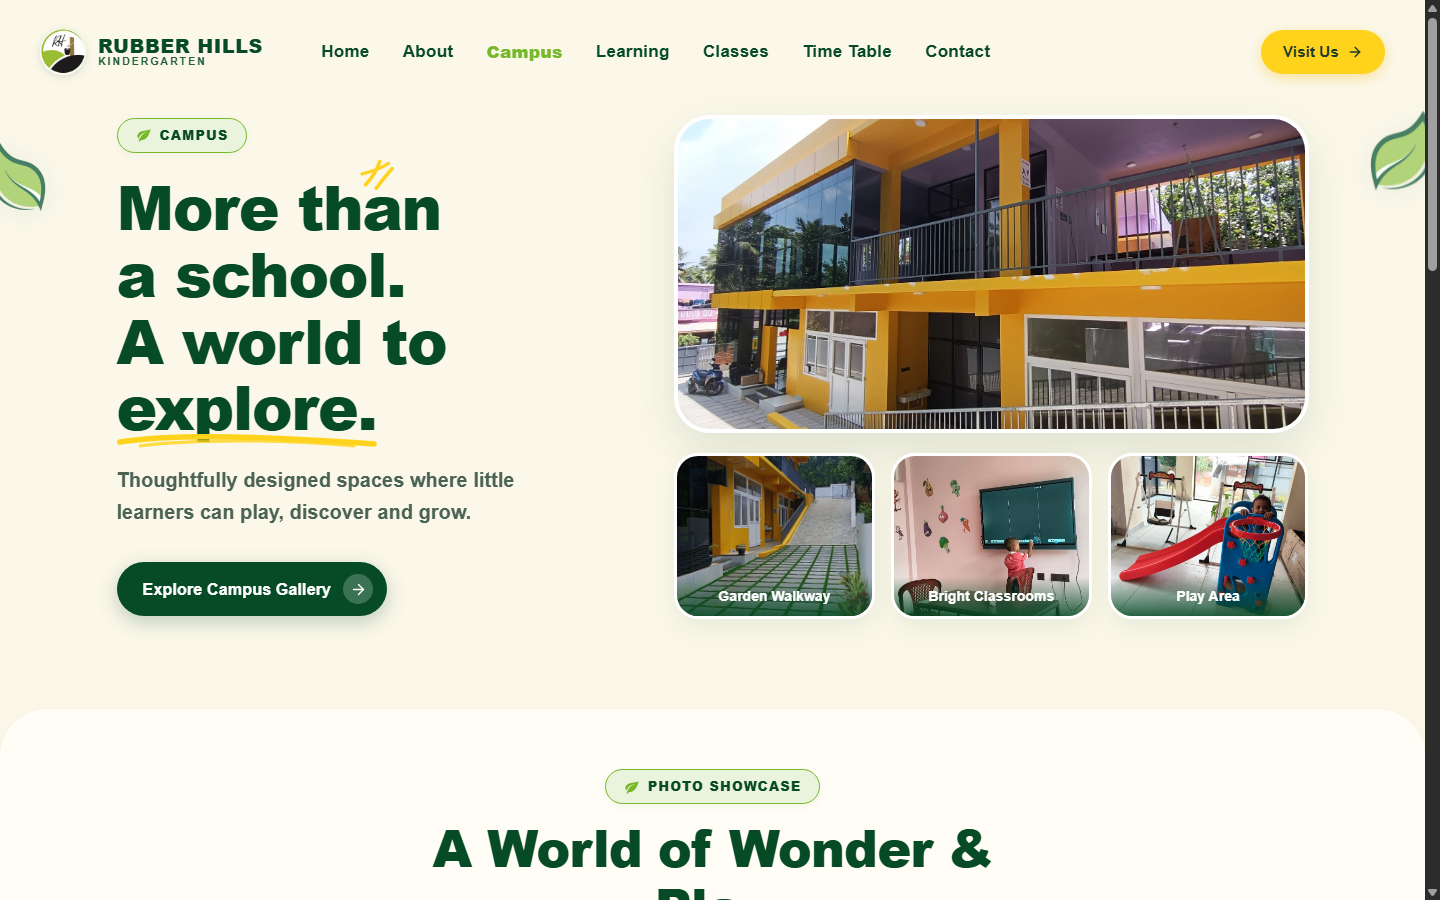 RUBBER HILLS
KINDERGARTEN
Home
About
Campus
Learning
Classes
Time Table
Contact
Visit Us
CAMPUS
More than
a school.
A world to
explore.
Thoughtfully designed spaces where little
learners can play, discover and grow.
Explore Campus Gallery
Garden Walkway
Bright Classrooms
Play Area
PHOTO SHOWCASE
A World of Wonder &